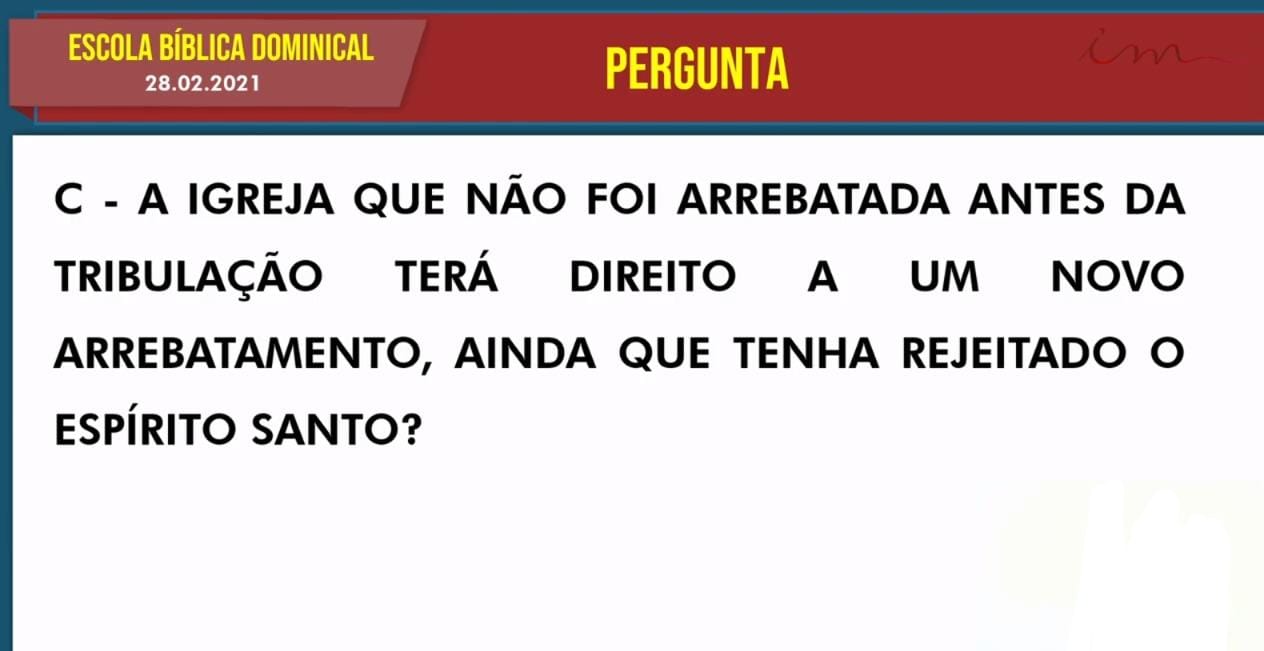 ESCOLA BÍBLICA DOMINICAL
28.02.2021
PERGUNTA
im
C - A IGREJA QUE NÃO FOI ARREBATADA ANTES DA
TRIBULAÇÃO TERÁ DIREITO A UM NOVO
ARREBATAMENTO, AINDA QUE TENHA REJEITADO O
ESPÍRITO SANTO?